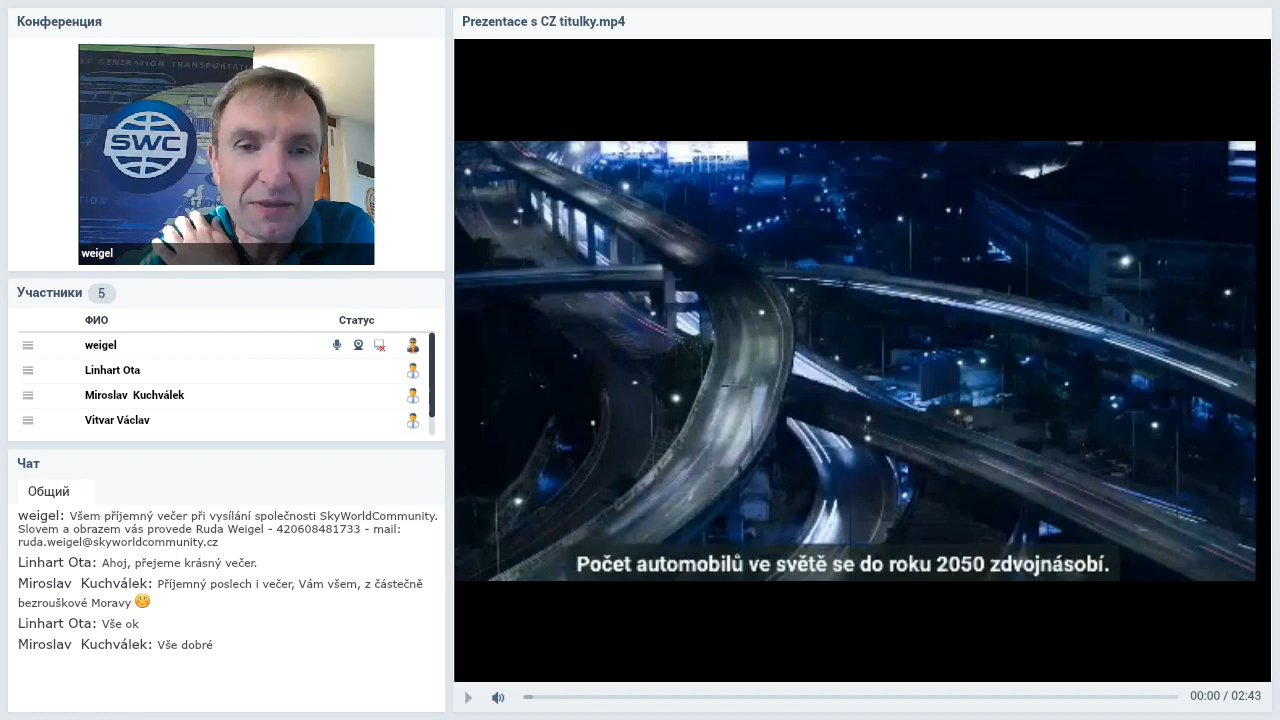 Конференция
NEXT GENERATION TRANSPORTATION
SWC
weigel
Участники 5
ФИО Статус
weigel
Linhart Ota
Miroslav Kuchválek
Vitvar Václav
Чат
Общий
weigel: Všem příjemný večer při vysílání společnosti SkyWorldCommunity.
Slovem a obrazem vás provede Ruda Weigel - 420608481733 - mail:
ruda.weigel@skyworldcommunity.cz
Linhart Ota: Ahoj, přejeme krásný večer.
Miroslav Kuchválek: Příjemný poslech i večer, Vám všem, z částečně
bezrouškové Moravy
Linhart Ota: Vše ok
Miroslav Kuchválek: Vše dobré
Prezentace s CZ titulky.mp4
Počet automobilů ve světě se do roku 2050 zdvojnásobí.
00:00 / 02:43